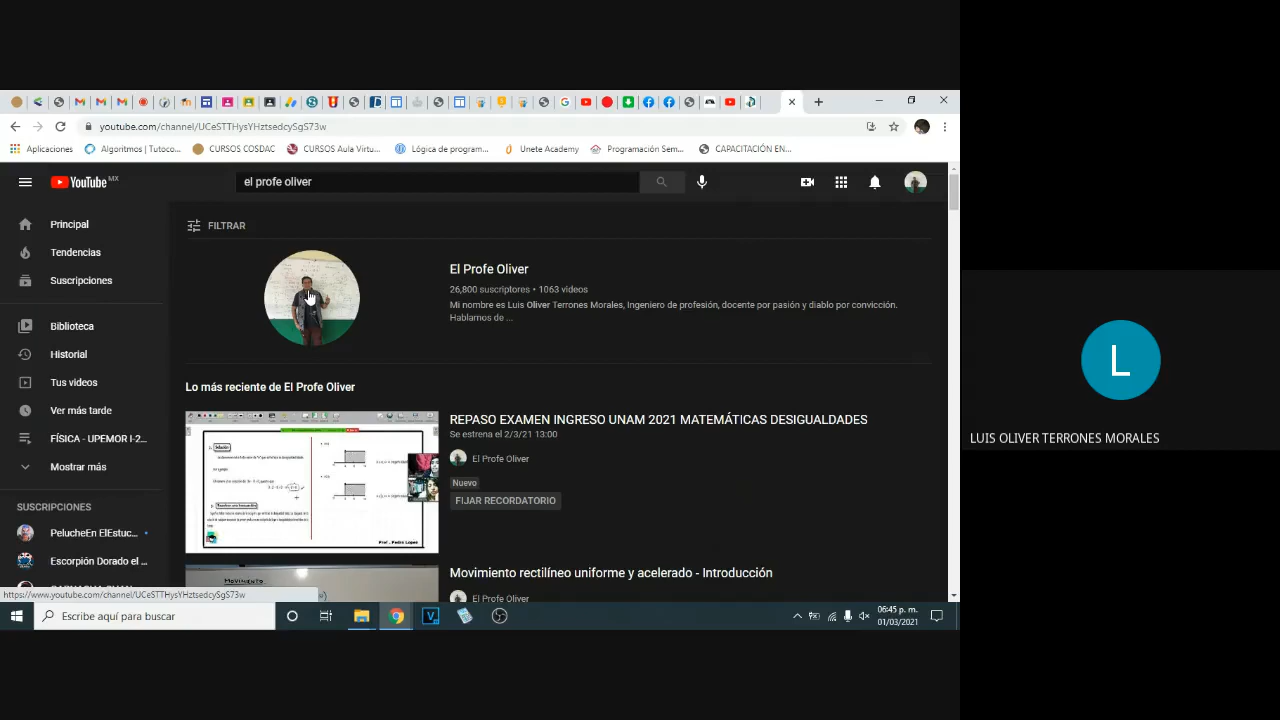 youtube.com/channel/UCeSTTHysYHztsedcySgS73w
Aplicaciones
Algoritmos | Tutoco...
CURSOS COSDAC
CURSOS Aula Virtu...
Lógica de program...
Unete Academy
Programación Sem...
CAPACITACIÓN EN...
YouTube MX
el profe oliver
Principal
Tendencias
Suscripciones
Biblioteca
Historial
Tus videos
Ver más tarde
FISICA - UPEMOR I-2...
Mostrar más
SUSCRIPCIONES
PelucheEn ElEstuc...
Escorpión Dorado el ...
FILTRAR
El Profe Oliver
26,800 suscriptores • 1063 videos
Mi nombre es Luis Oliver Terrones Morales, Ingeniero de profesión, docente por pasión y diablo por convicción.
Hablamos de ...
Lo más reciente de El Profe Oliver
REPASO EXAMEN INGRESO UNAM 2021 MATEMÁTICAS DESIGUALDADES
Se estrena el 2/3/21 13:00
El Profe Oliver
Nuevo
FIJAR RECORDATORIO
Prof.- Pedro Lopez
Movimiento rectilíneo uniforme y acelerado - Introducción
El Profe Oliver
MOVIMIENTO
https://www.youtube.com/channel/UCeSTTHysYHztsedcySgS73w
Escribe aquí para buscar
06:45 p. m.
01/03/2021
L
LUIS OLIVER TERRONES MORALES